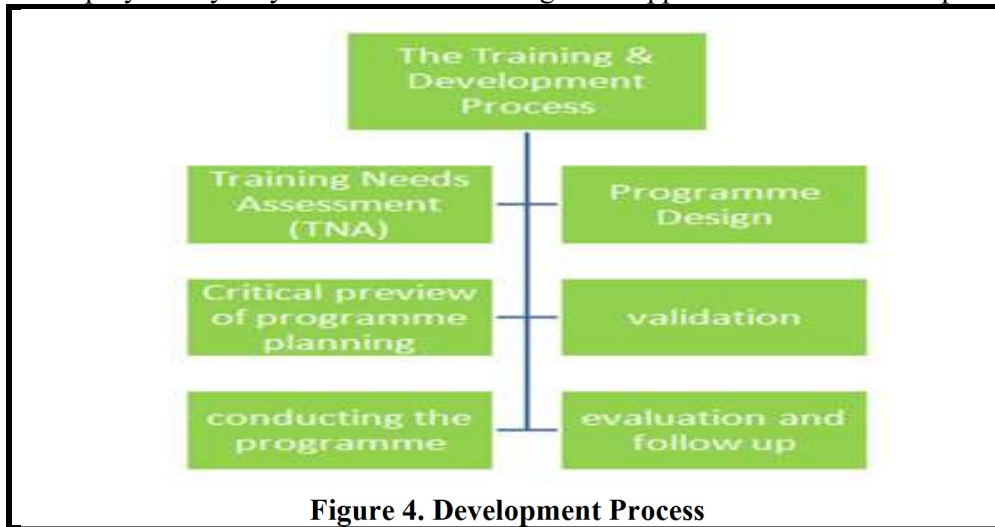 The Training &
Development
Process
Training Needs
Assessment
(TNA)
Programme
Design
Critical preview
of programme
planning
validation
conducting the
programme
evaluation and
follow up
Figure 4. Development Process